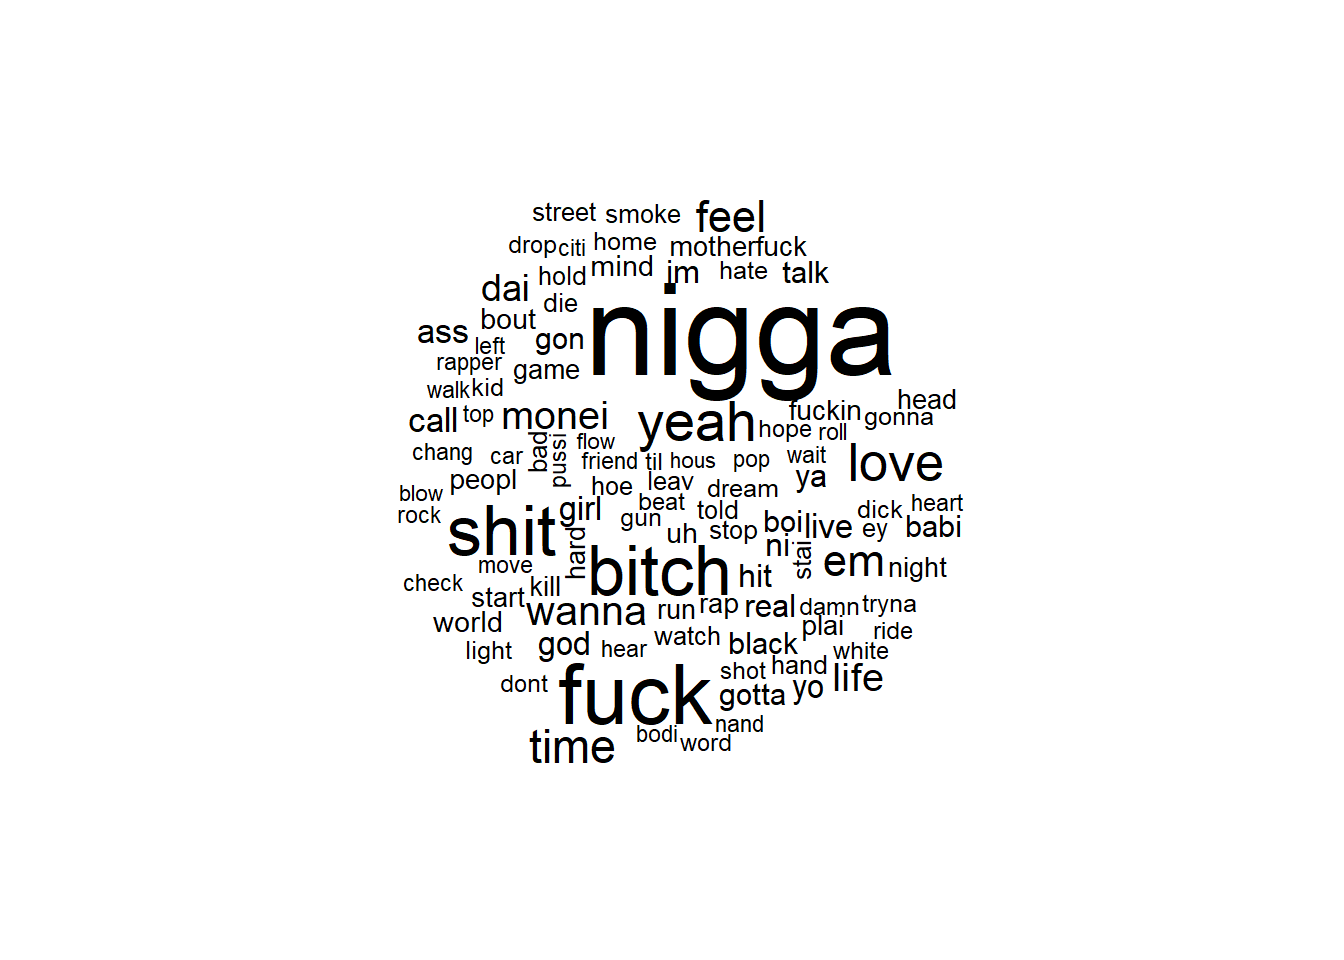 street smoke feel
drop citi home motherfuck
hold mind im hate talk
dai die
nigga
ass bout gon
left
rapper game
walk kid
call top monei yeah fuckin gonna head
hope roll
chang car bad pussi flow friend til hous pop wait love
peopl hoe leav dream ya
blow
rock shit girl gun beat told stop boi live ey dick heart babi
uh
move hard bitch hit ni stai em night
check start kill
world wanna run rap real damn tryna
light god hear watch black plai ride
white
dont fuck shot hand gotta yo life
time bodi word nand